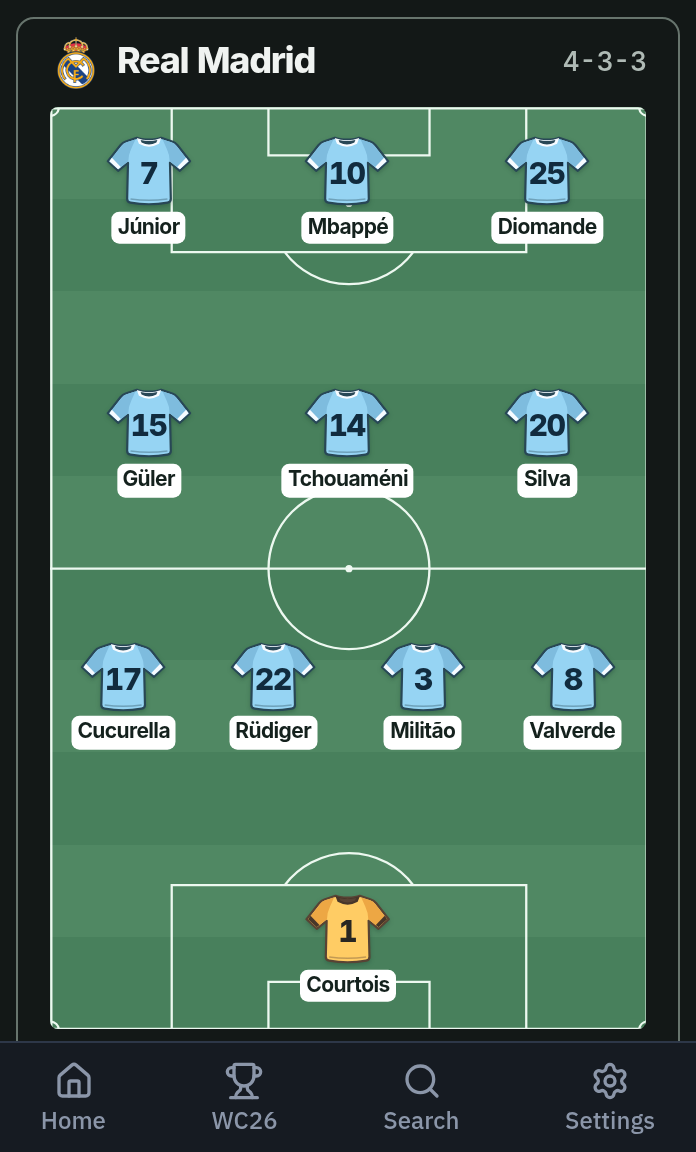 Real Madrid
4-3-3
7 10 25
Júnior Mbappé Diomande
15 14 20
Güler Tchouaméni Silva
17 22 3 8
Cucurella Rüdiger Militão Valverde
1
Courtois
Home WC26 Search Settings